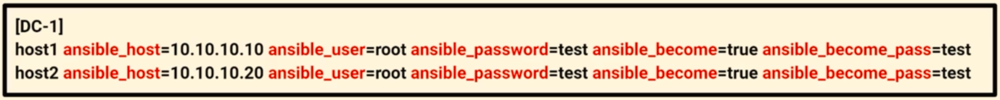 [DC-1]
host1 ansible_host=10.10.10.10 ansible_user=root ansible_password=test ansible_become=true ansible_become_pass=test
host2 ansible_host=10.10.10.20 ansible_user=root ansible_password=test ansible_become=true ansible_become_pass=test